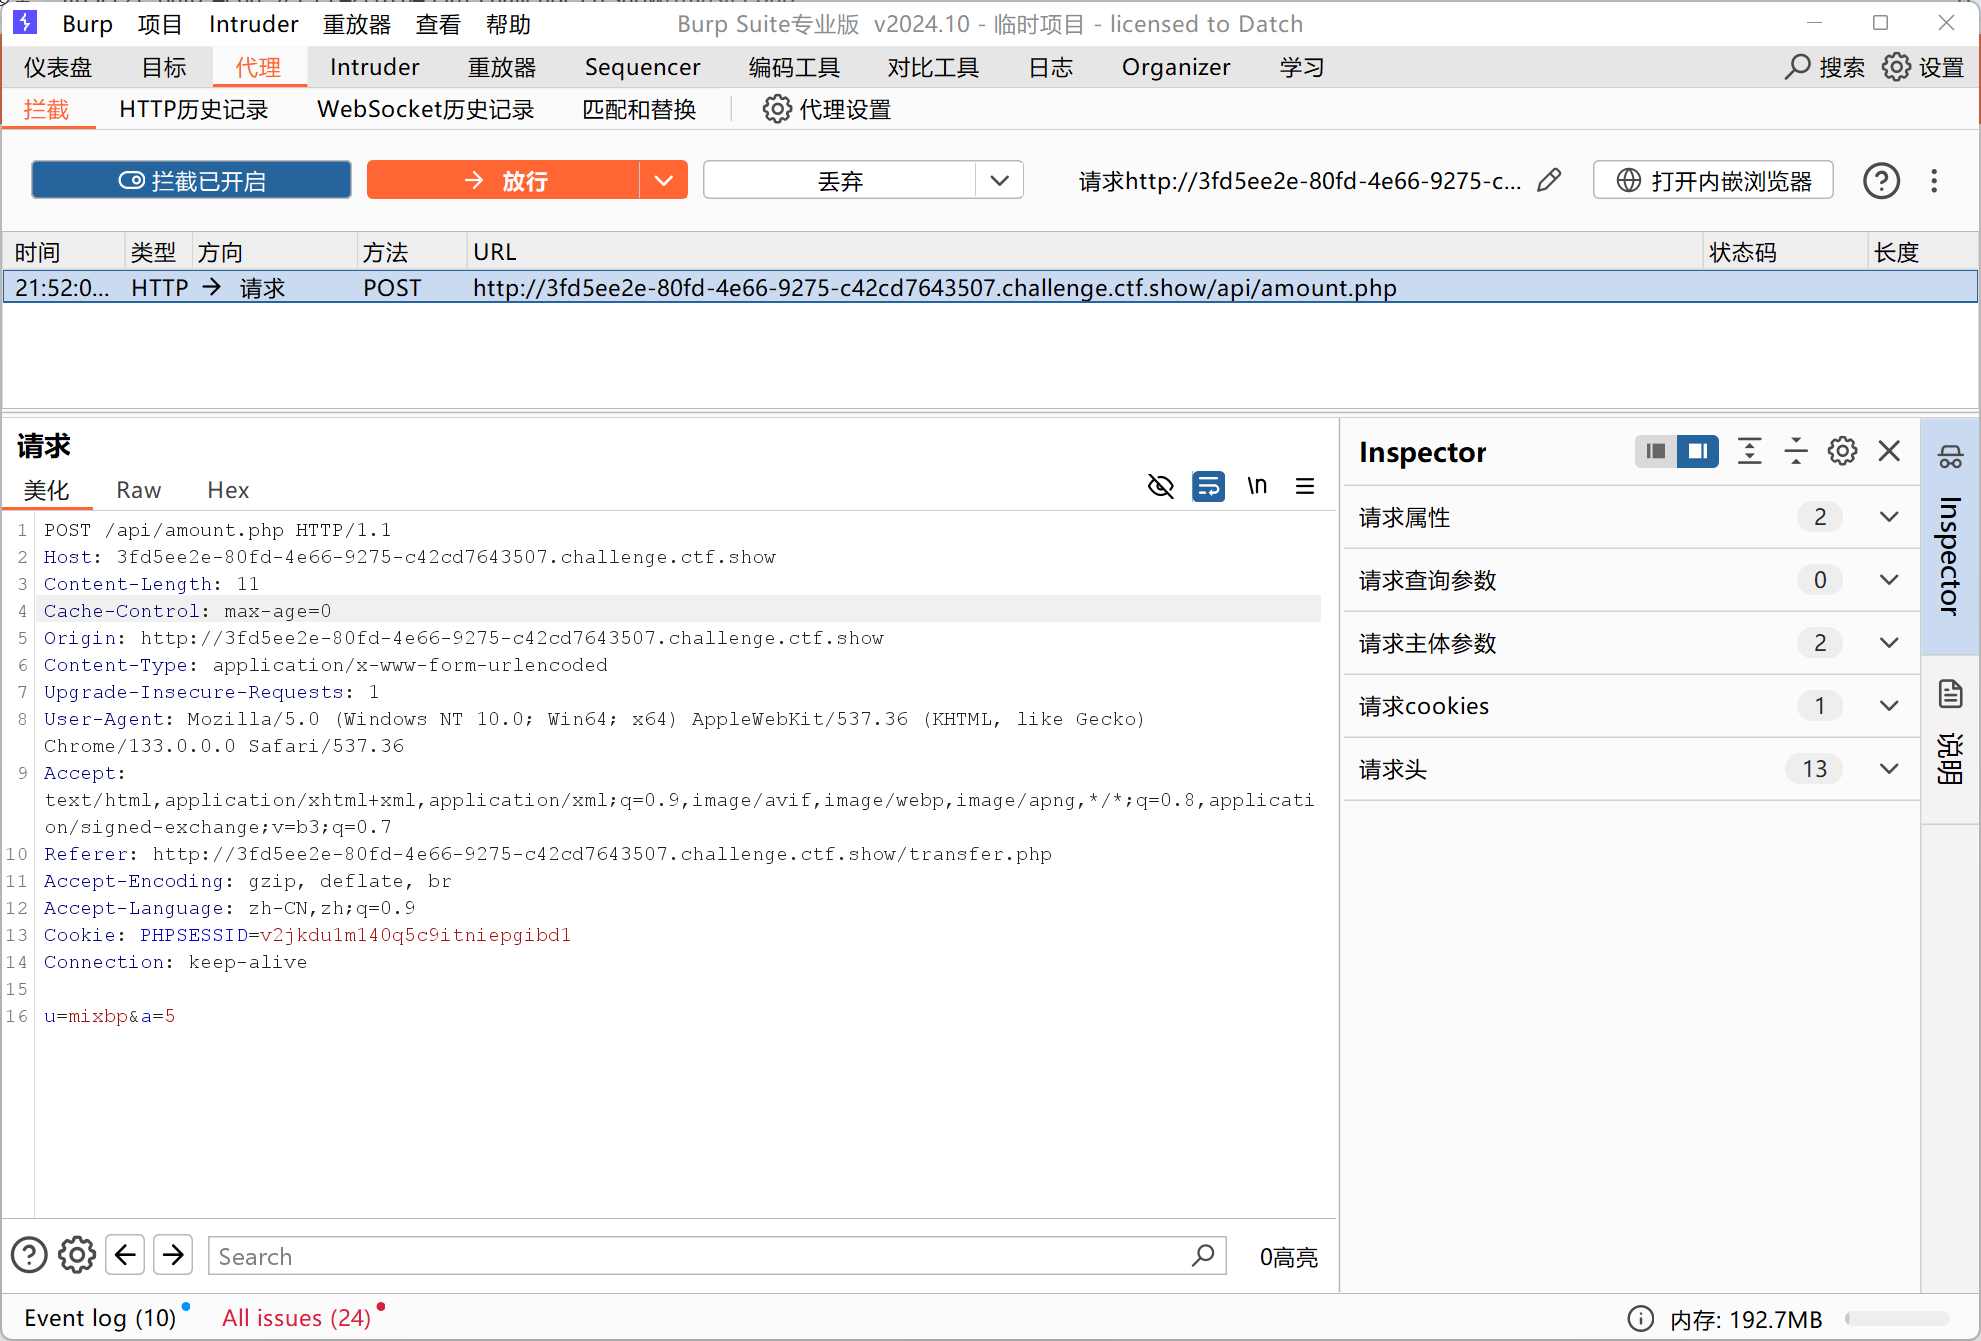 Burp 项目 Intruder 重放器 查看 帮助 Burp Suite专业版 v2024.10 - 临时项目 - licensed to Datch
仪表盘 目标 代理 Intruder 重放器 Sequencer 编码工具 对比工具 日志 Organizer 学习 搜索 设置
拦截 HTTP历史记录 WebSocket历史记录 匹配和替换 代理设置
拦截已开启 放行 丢弃 请求http://3fd5ee2e-80fd-4e66-9275-c... 打开内嵌浏览器
时间 类型 方向 方法 URL 状态码 长度
21:52:0... HTTP → 请求 POST http://3fd5ee2e-80fd-4e66-9275-c42cd7643507.challenge.ctf.show/api/amount.php
请求
美化 Raw Hex \n
1 POST /api/amount.php HTTP/1.1
2 Host: 3fd5ee2e-80fd-4e66-9275-c42cd7643507.challenge.ctf.show
3 Content-Length: 11
4 Cache-Control: max-age=0
5 Origin: http://3fd5ee2e-80fd-4e66-9275-c42cd7643507.challenge.ctf.show
6 Content-Type: application/x-www-form-urlencoded
7 Upgrade-Insecure-Requests: 1
8 User-Agent: Mozilla/5.0 (Windows NT 10.0; Win64; x64) AppleWebKit/537.36 (KHTML, like Gecko)
Chrome/133.0.0.0 Safari/537.36
9 Accept:
text/html,application/xhtml+xml,application/xml;q=0.9,image/avif,image/webp,image/apng,*/*;q=0.8,applicati
on/signed-exchange;v=b3;q=0.7
10 Referer: http://3fd5ee2e-80fd-4e66-9275-c42cd7643507.challenge.ctf.show/transfer.php
11 Accept-Encoding: gzip, deflate, br
12 Accept-Language: zh-CN,zh;q=0.9
13 Cookie: PHPSESSID=v2jkdu1m140q5c9itniepgibd1
14 Connection: keep-alive
15
16 u=mixbp&a=5
Search 0高亮
Inspector
请求属性 2
请求查询参数 0
请求主体参数 2
请求cookies 1
请求头 13
Inspector
说明
Event log (10) All issues (24) 内存: 192.7MB